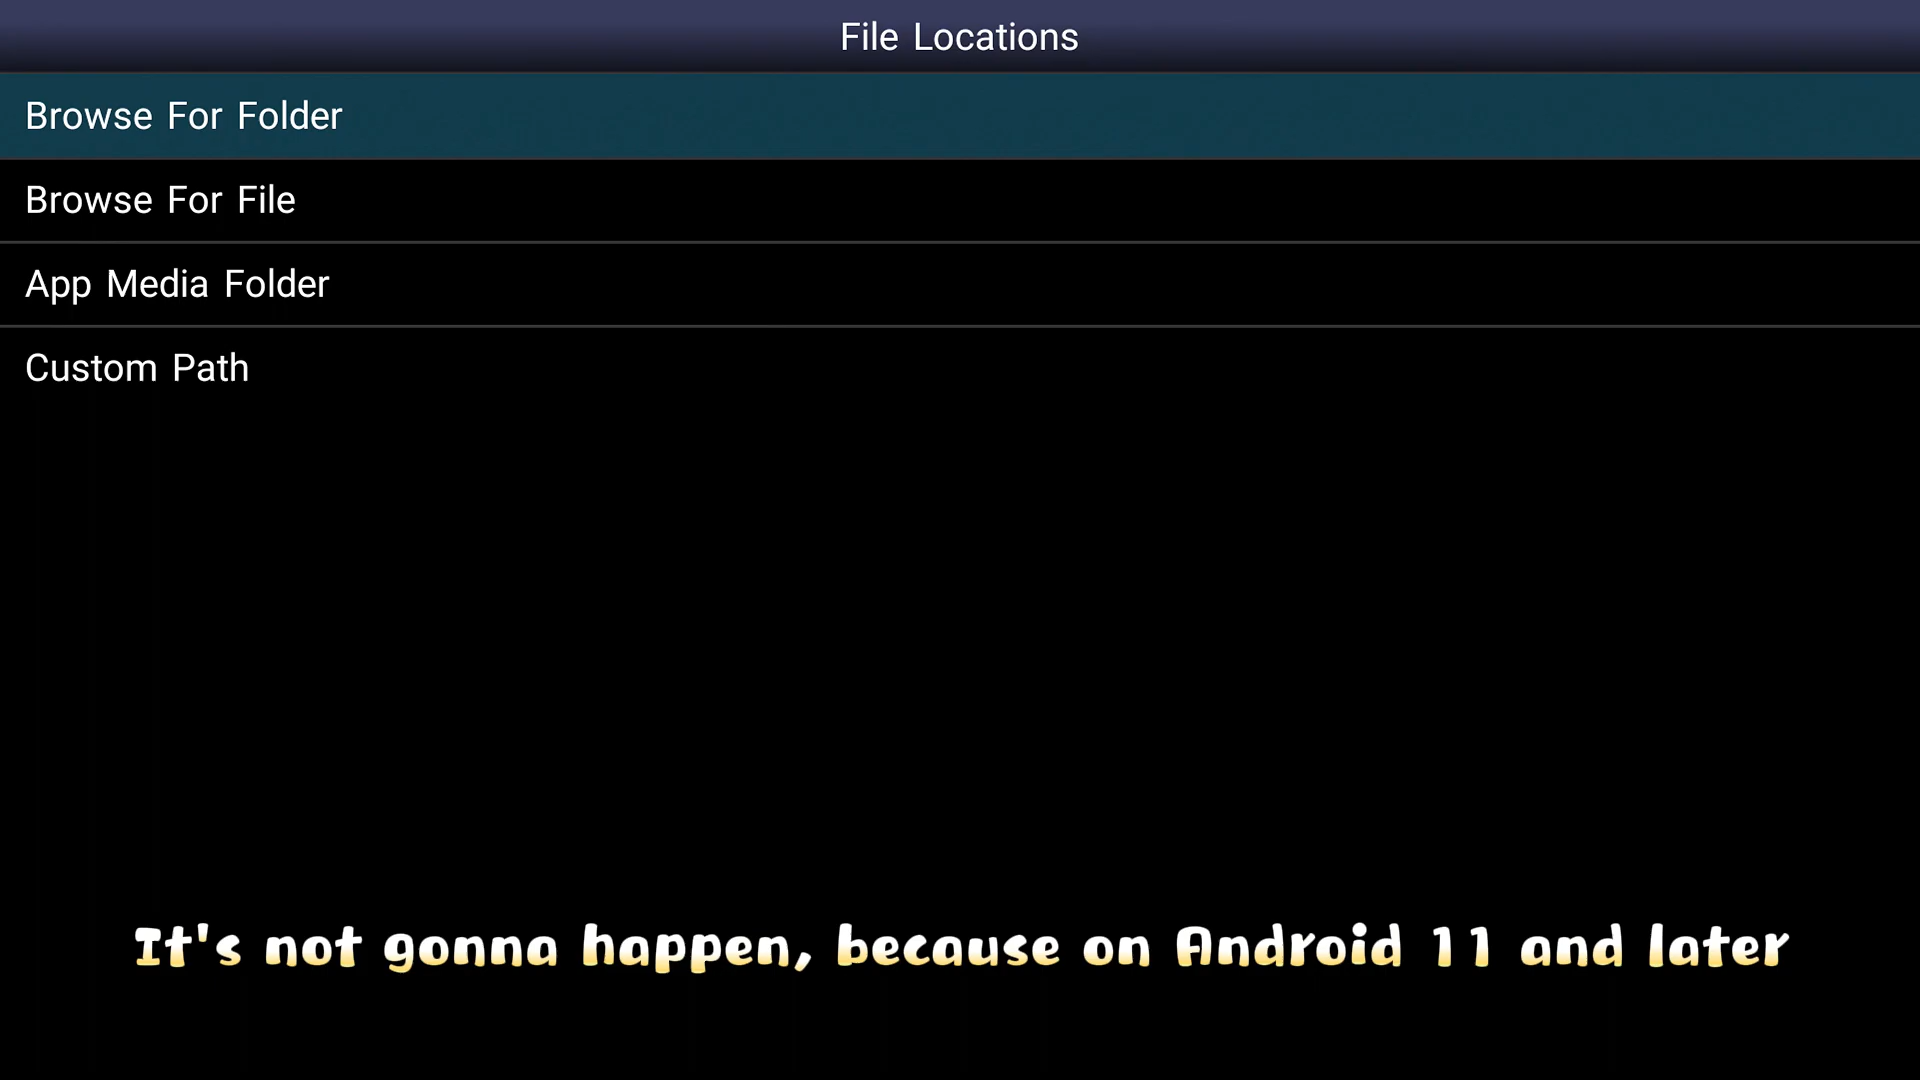 File Locations
Browse For Folder
Browse For File
App Media Folder
Custom Path
It's not gonna happen, because on Android 11 and later